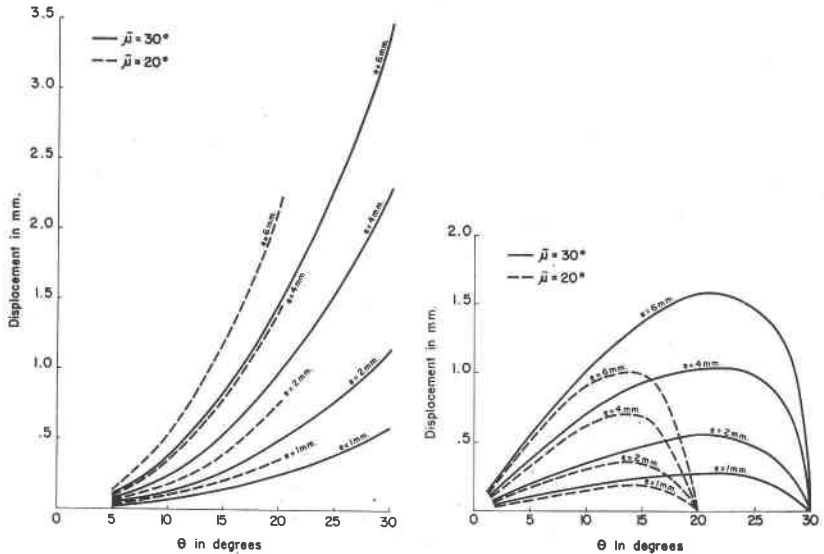 3.5
3.0
2.5
2.0
1.5
1.0
.5
0
5
10
15
20
25
30
Displacement in mm.
θ in degrees
μ̄ = 30°
μ̄ = 20°
z=6mm.
z=6mm.
z=4mm.
z=4mm.
z=2mm.
z=2mm.
z=1mm.
z=1mm.
2.0
1.5
1.0
.5
0
5
10
15
20
25
30
Displacement in mm.
θ In degrees
μ̄ = 30°
μ̄ = 20°
z=6mm.
z=6mm.
z=4mm.
z=4mm.
z=2mm.
z=2mm.
z=1mm.
z=1mm.